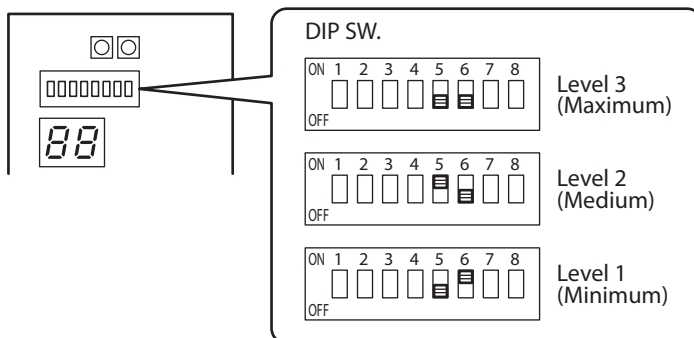 88
DIP SW.
ON 1 2 3 4 5 6 7 8
OFF
Level 3
(Maximum)
ON 1 2 3 4 5 6 7 8
OFF
Level 2
(Medium)
ON 1 2 3 4 5 6 7 8
OFF
Level 1
(Minimum)